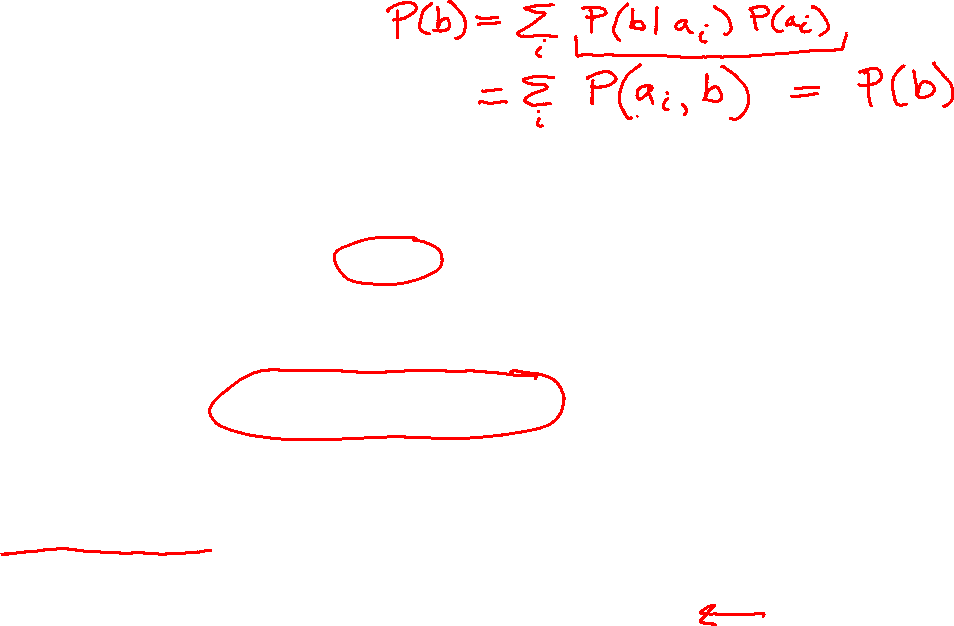 P(b) = Σ_i P(b | a_i) P(a_i)
= Σ_i P(a_i, b) = P(b)